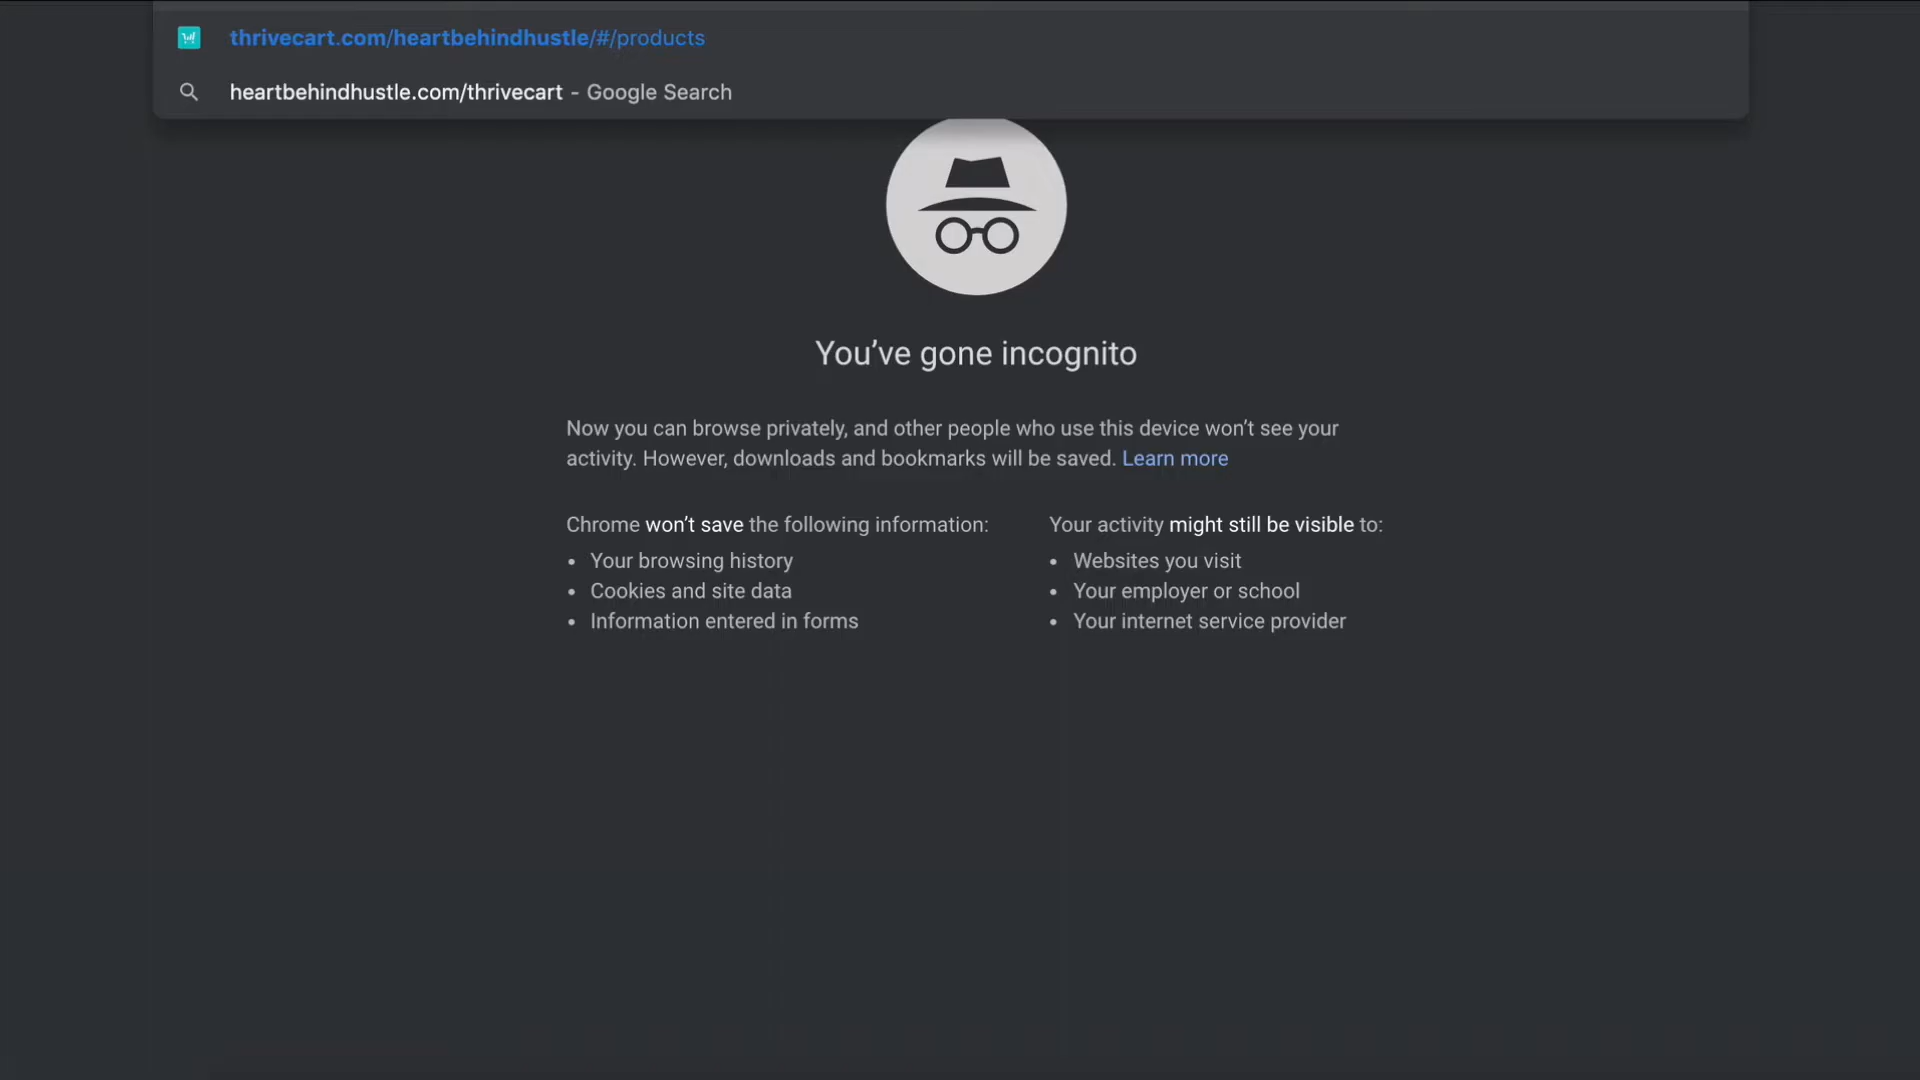 thrivecart.com/heartbehindhustle/#/products
heartbehindhustle.com/thrivecart - Google Search
You’ve gone incognito
Now you can browse privately, and other people who use this device won’t see your
activity. However, downloads and bookmarks will be saved. Learn more
Chrome won’t save the following information:
• Your browsing history
• Cookies and site data
• Information entered in forms
Your activity might still be visible to:
• Websites you visit
• Your employer or school
• Your internet service provider